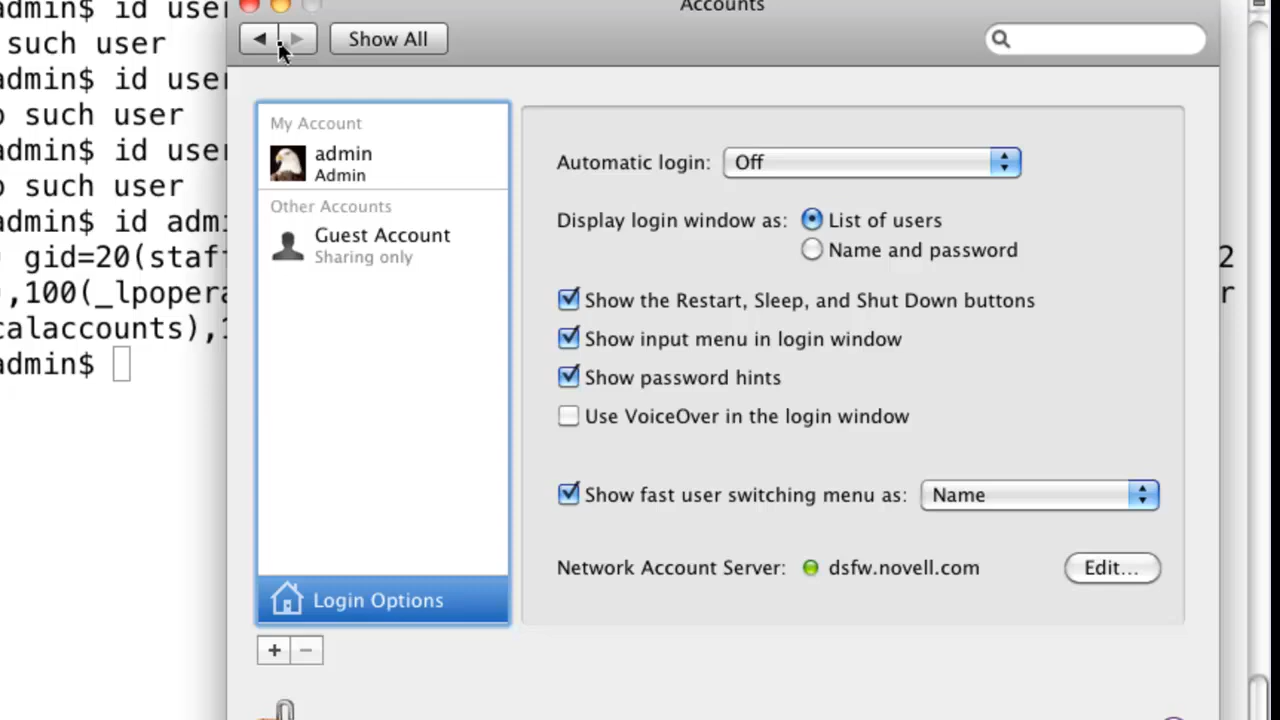 Accounts
Show All
admin$ id user
such user
admin$ id user
o such user
admin$ id user
o such user
admin$ id admi
gid=20(staff
,100(_lpopera
calaccounts),1
admin$
2
r
My Account
admin
Admin
Other Accounts
Guest Account
Sharing only
Login Options
+
−
Automatic login: Off
Display login window as: List of users
Name and password
Show the Restart, Sleep, and Shut Down buttons
Show input menu in login window
Show password hints
Use VoiceOver in the login window
Show fast user switching menu as: Name
Network Account Server: dsfw.novell.com Edit...